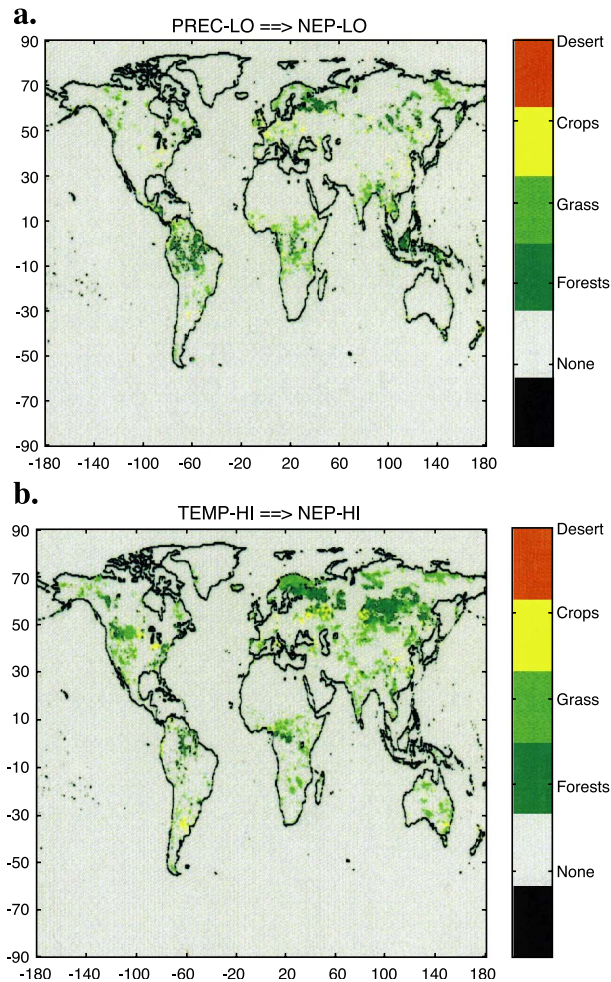 a.
PREC-LO ==> NEP-LO
90
70
50
30
10
-10
-30
-50
-70
-90
-180 -140 -100 -60 -20 20 60 100 140 180
Desert
Crops
Grass
Forests
None
b.
TEMP-HI ==> NEP-HI
90
70
50
30
10
-10
-30
-50
-70
-90
-180 -140 -100 -60 -20 20 60 100 140 180
Desert
Crops
Grass
Forests
None